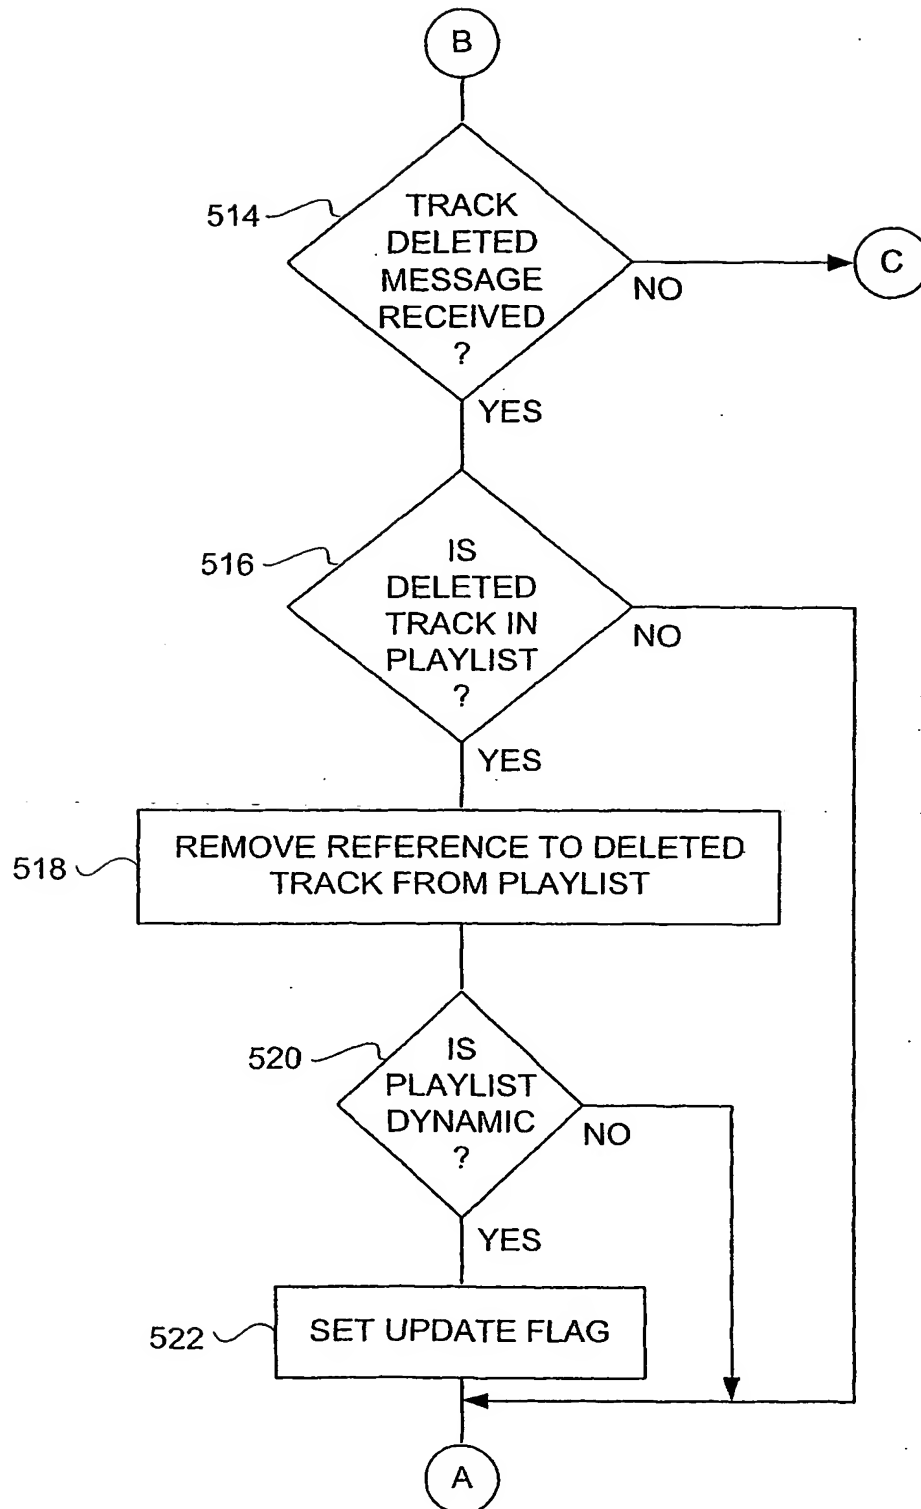 B
514
TRACK
DELETED
MESSAGE
RECEIVED
?
NO
C
YES
516
IS
DELETED
TRACK IN
PLAYLIST
?
NO
YES
518
REMOVE REFERENCE TO DELETED
TRACK FROM PLAYLIST
520
IS
PLAYLIST
DYNAMIC
?
NO
YES
522
SET UPDATE FLAG
A